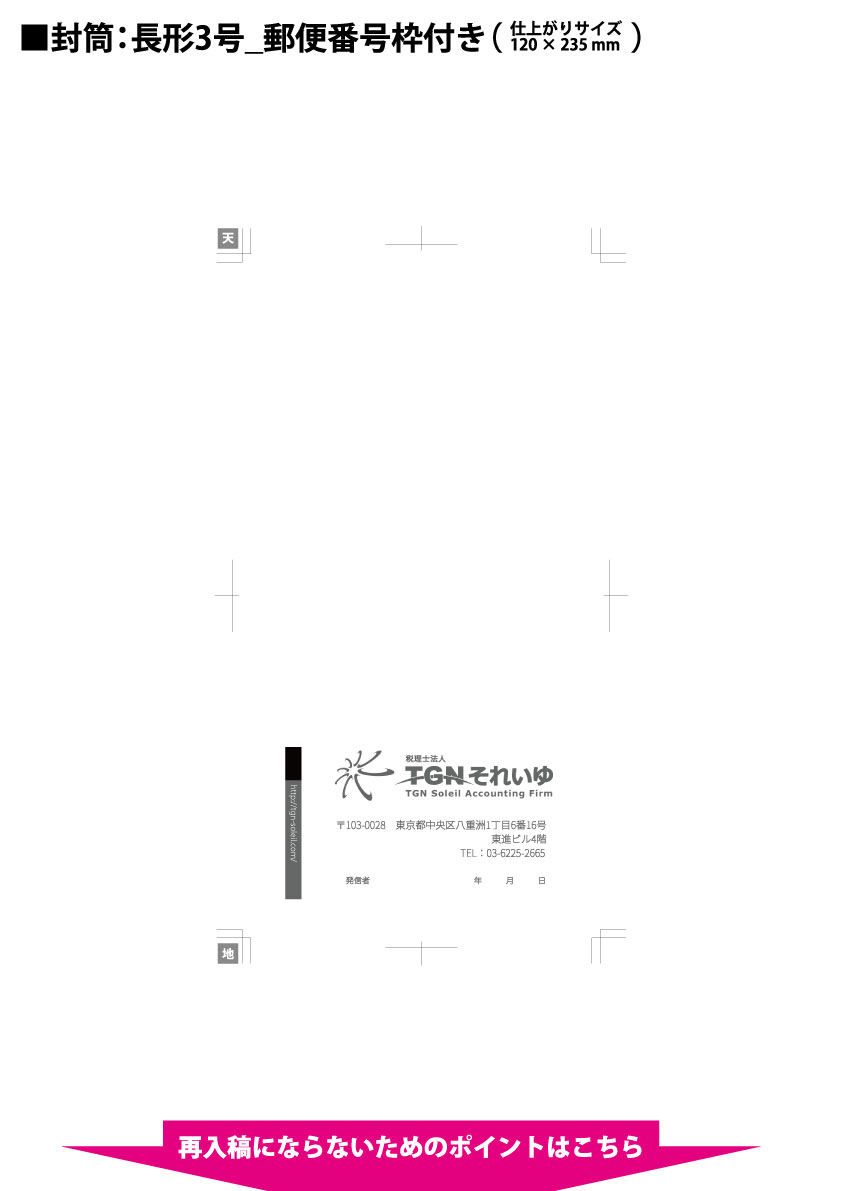 ■封筒：長形3号_郵便番号枠付き（仕上がりサイズ
120 × 235 mm）
天
税理士法人
TGNそれいゆ
TGN Soleil Accounting Firm
http://tgn-soleil.com/
〒103-0028　東京都中央区八重洲1丁目6番16号
東進ビル4階
TEL：03-6225-2665
発信者　年　月　日
地
再入稿にならないためのポイントはこちら